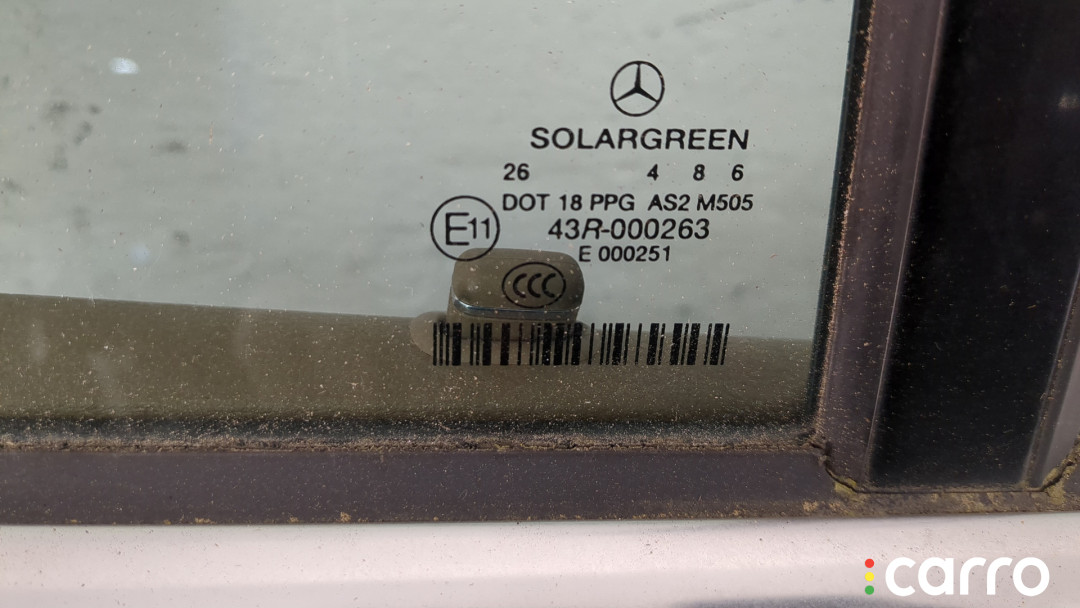 SOLARGREEN
26 4 8 6
DOT 18 PPG AS2 M505
E11 43R-000263
E 000251
CCC
carro